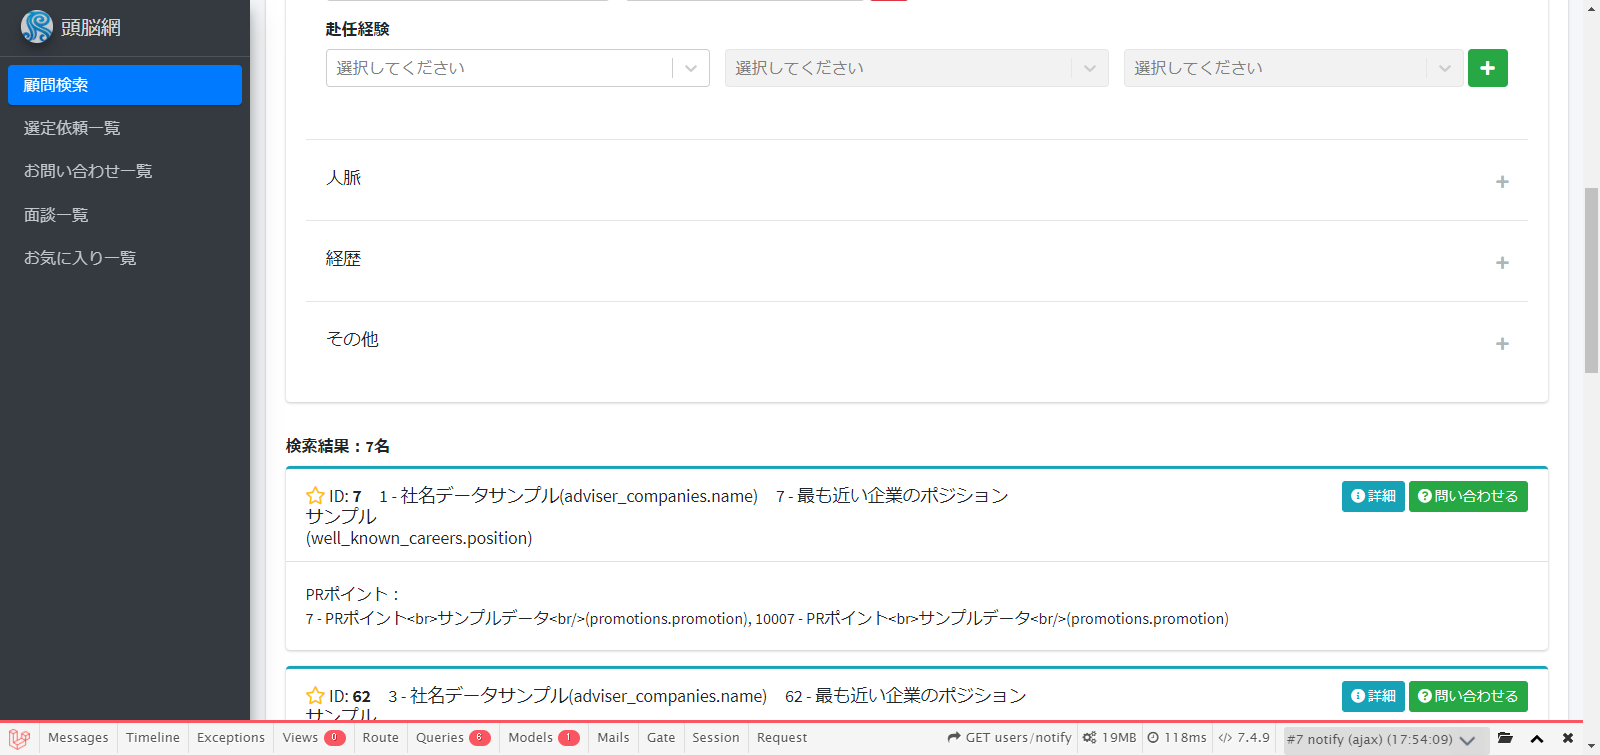 頭脳網
顧問検索
選定依頼一覧
お問い合わせ一覧
面談一覧
お気に入り一覧
赴任経験
選択してください 選択してください 選択してください
人脈
経歴
その他
検索結果：7名
ID: 7 1 - 社名データサンプル(adviser_companies.name) 7 - 最も近い企業のポジション
サンプル
(well_known_careers.position)
詳細 問い合わせる
PRポイント：
7 - PRポイント<br>サンプルデータ<br/>(promotions.promotion), 10007 - PRポイント<br>サンプルデータ<br/>(promotions.promotion)
ID: 62 3 - 社名データサンプル(adviser_companies.name) 62 - 最も近い企業のポジション
サンプル
詳細 問い合わせる
Messages Timeline Exceptions Views 0 Route Queries 6 Models 1 Mails Gate Session Request GET users/notify 19MB 118ms </> 7.4.9 #7 notify (ajax) (17:54:09)